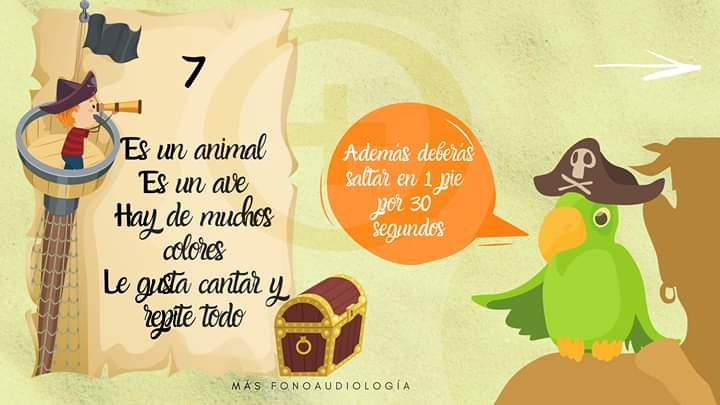 7
Es un animal
Es un ave
Hay de muchos
colores
Le gusta cantar y
repite todo
Además deberás
saltar en 1 pie
por 30
segundos
MÁS FONOAUDIOLOGÍA